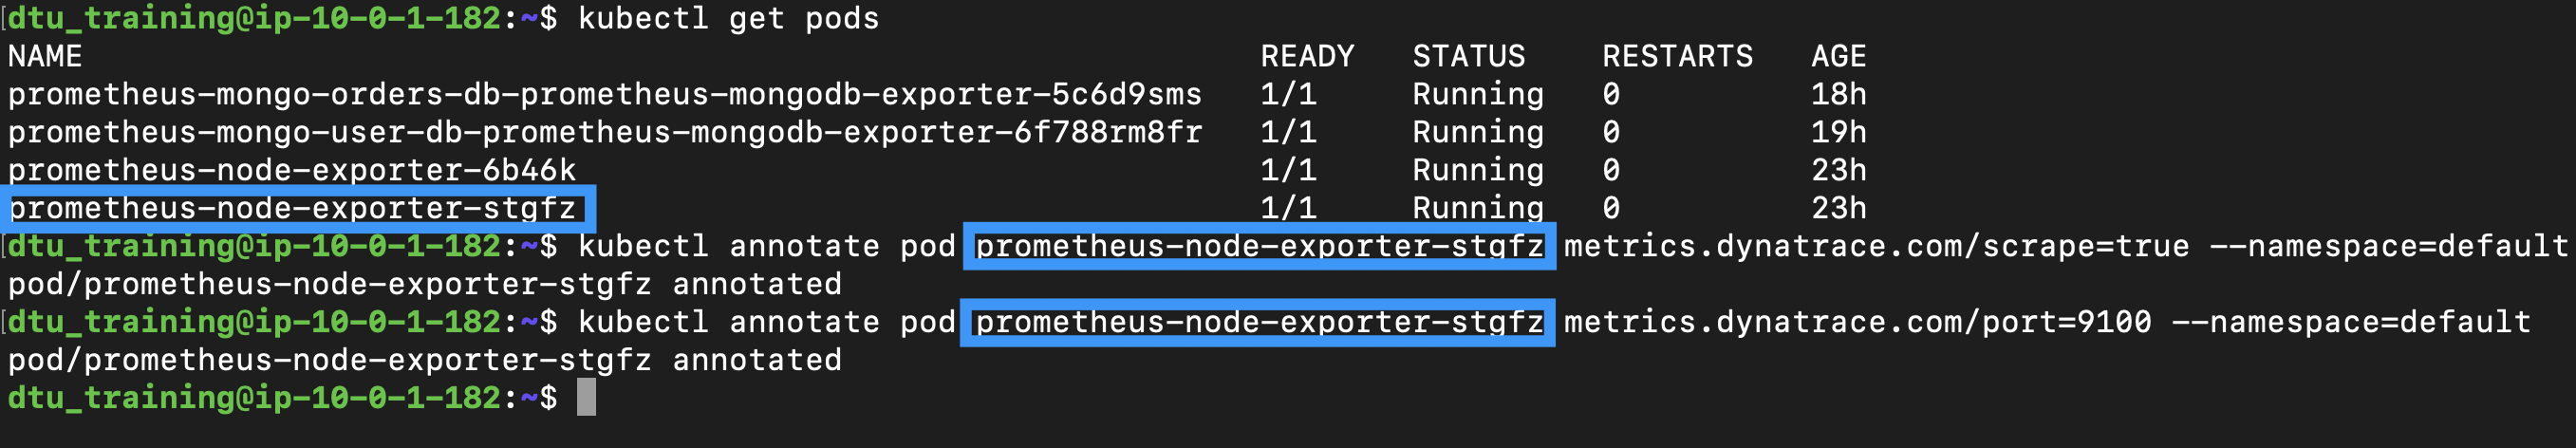 dtu_training@ip-10-0-1-182:~$ kubectl get pods
NAME READY STATUS RESTARTS AGE
prometheus-mongo-orders-db-prometheus-mongodb-exporter-5c6d9sms 1/1 Running 0 18h
prometheus-mongo-user-db-prometheus-mongodb-exporter-6f788rm8fr 1/1 Running 0 19h
prometheus-node-exporter-6b46k 1/1 Running 0 23h
prometheus-node-exporter-stgfz 1/1 Running 0 23h
dtu_training@ip-10-0-1-182:~$ kubectl annotate pod prometheus-node-exporter-stgfz metrics.dynatrace.com/scrape=true --namespace=default
pod/prometheus-node-exporter-stgfz annotated
dtu_training@ip-10-0-1-182:~$ kubectl annotate pod prometheus-node-exporter-stgfz metrics.dynatrace.com/port=9100 --namespace=default
pod/prometheus-node-exporter-stgfz annotated
dtu_training@ip-10-0-1-182:~$